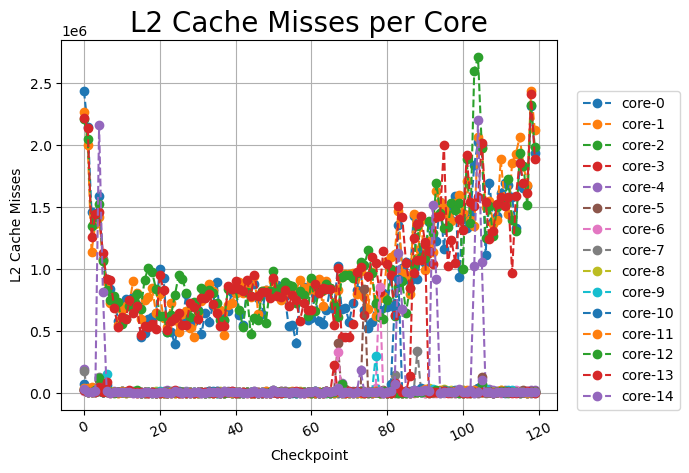 L2 Cache Misses per Core
1e6
2.5
2.0
1.5
1.0
0.5
0.0
L2 Cache Misses
0
20
40
60
80
100
120
Checkpoint
core-0
core-1
core-2
core-3
core-4
core-5
core-6
core-7
core-8
core-9
core-10
core-11
core-12
core-13
core-14